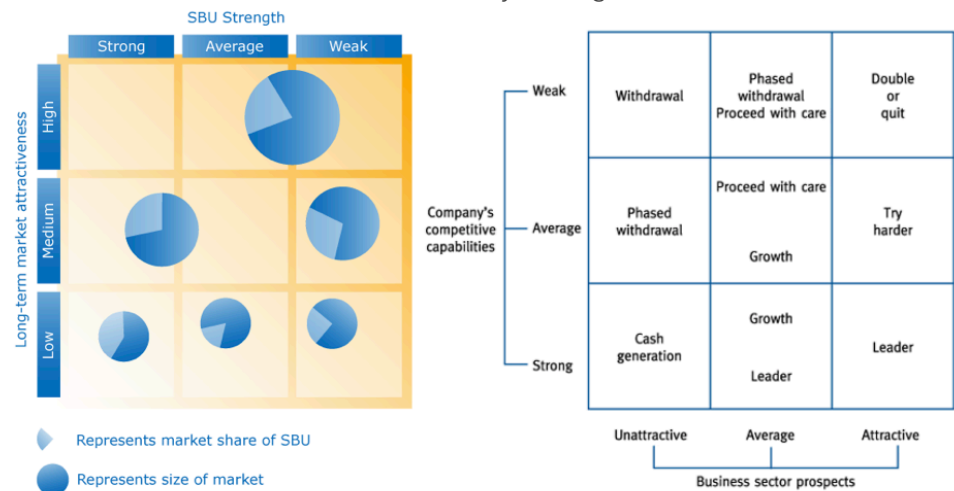 SBU Strength
Strong
Average
Weak
Long-term market attractiveness
High
Medium
Low
Represents market share of SBU
Represents size of market
Company's
competitive
capabilities
Weak
Average
Strong
Withdrawal
Phased
withdrawal
Proceed with care
Double
or
quit
Phased
withdrawal
Proceed with care
Growth
Try
harder
Cash
generation
Growth
Leader
Leader
Unattractive
Average
Attractive
Business sector prospects